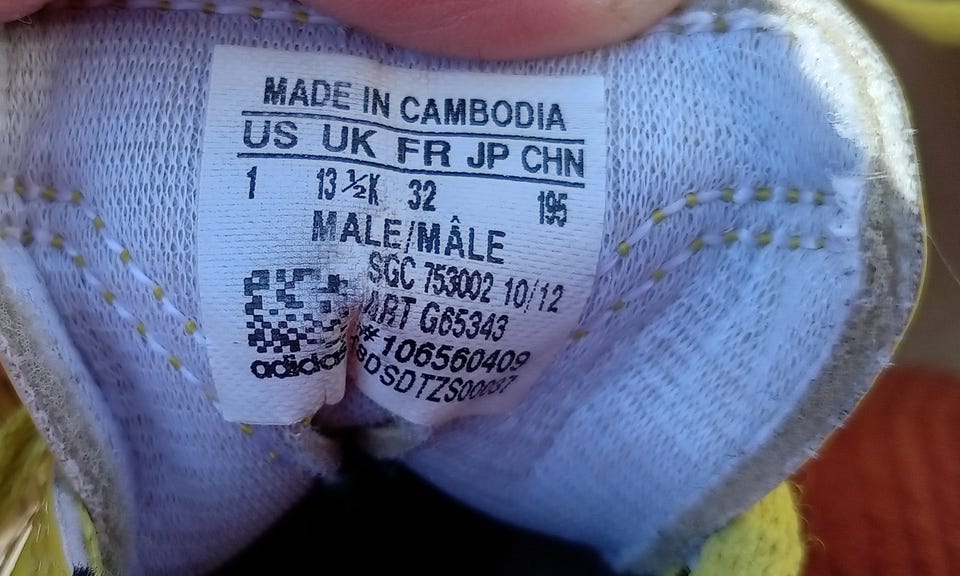 MADE IN CAMBODIA
US UK FR JP CHN
1 13 ½K 32 195
MALE/MÂLE
SGC 753002 10/12
ART G65343
#106560409
adidas